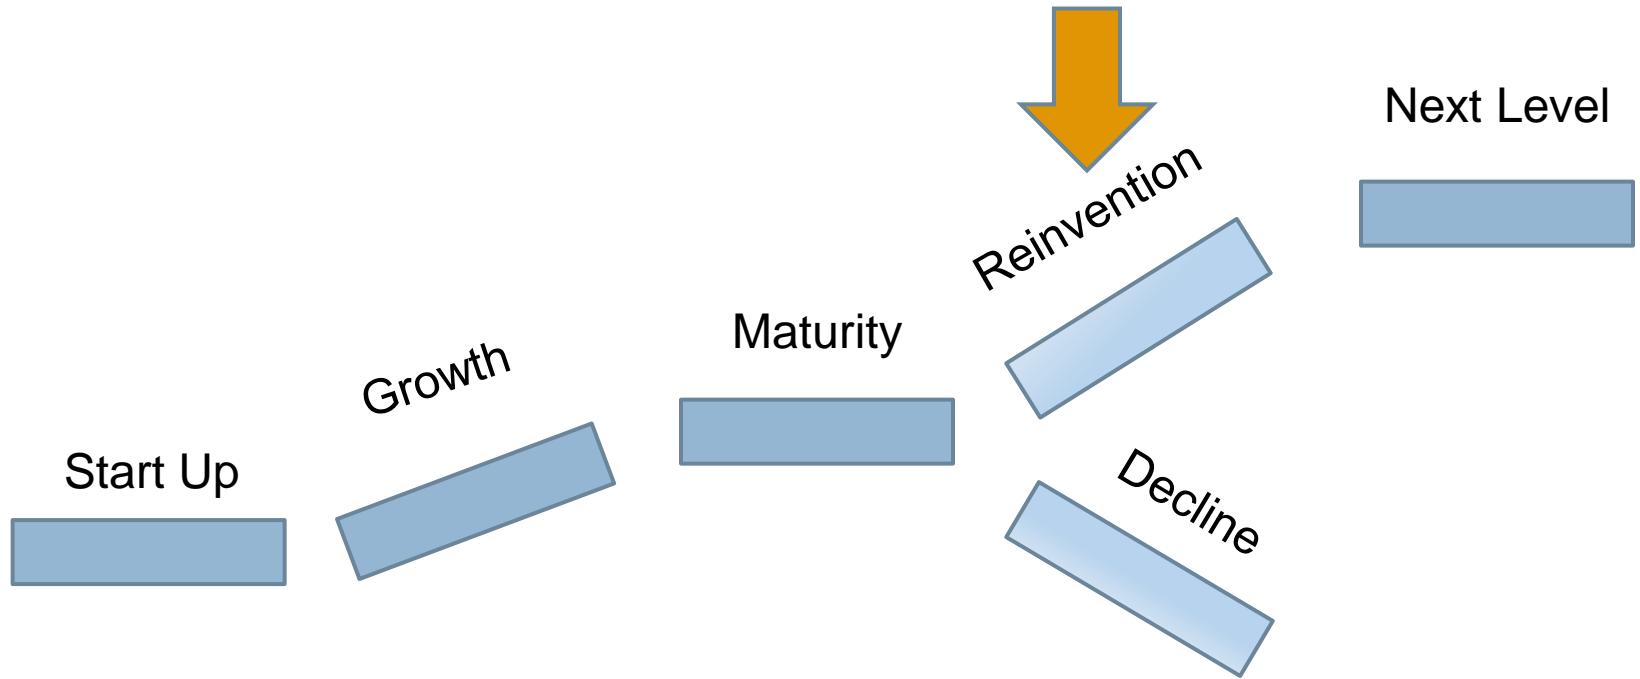 Start Up
Growth
Maturity
Reinvention
Decline
Next Level